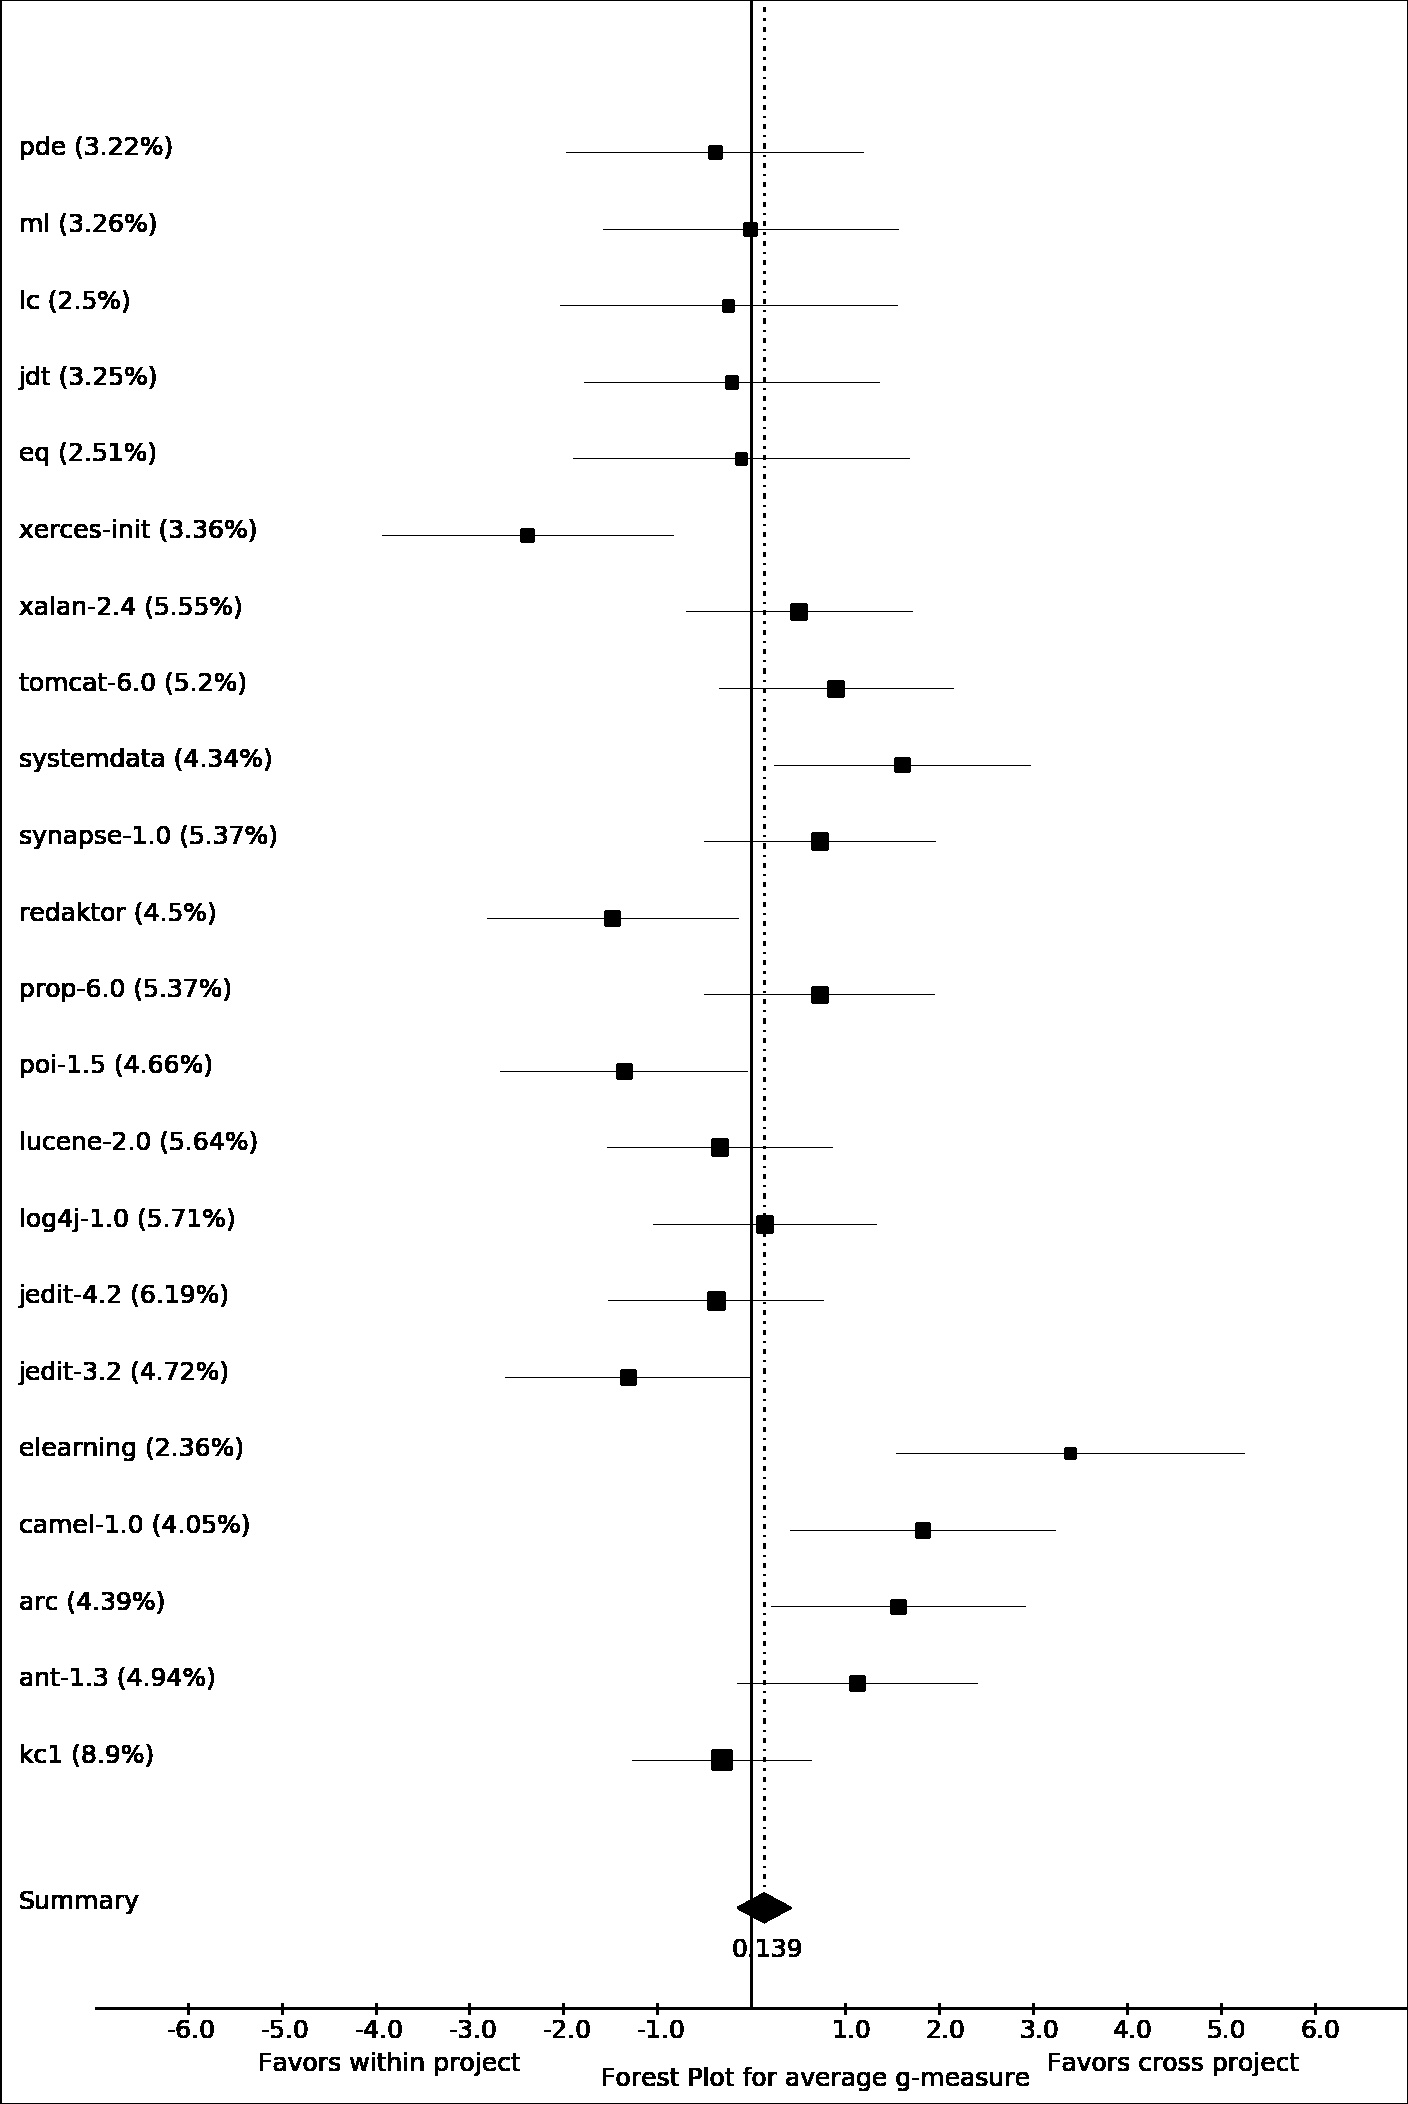 pde (3.22%)
ml (3.26%)
lc (2.5%)
jdt (3.25%)
eq (2.51%)
xerces-init (3.36%)
xalan-2.4 (5.55%)
tomcat-6.0 (5.2%)
systemdata (4.34%)
synapse-1.0 (5.37%)
redaktor (4.5%)
prop-6.0 (5.37%)
poi-1.5 (4.66%)
lucene-2.0 (5.64%)
log4j-1.0 (5.71%)
jedit-4.2 (6.19%)
jedit-3.2 (4.72%)
elearning (2.36%)
camel-1.0 (4.05%)
arc (4.39%)
ant-1.3 (4.94%)
kc1 (8.9%)
Summary
0.139
-6.0 -5.0 -4.0 -3.0 -2.0 -1.0 1.0 2.0 3.0 4.0 5.0 6.0
Favors within project Favors cross project
Forest Plot for average g-measure